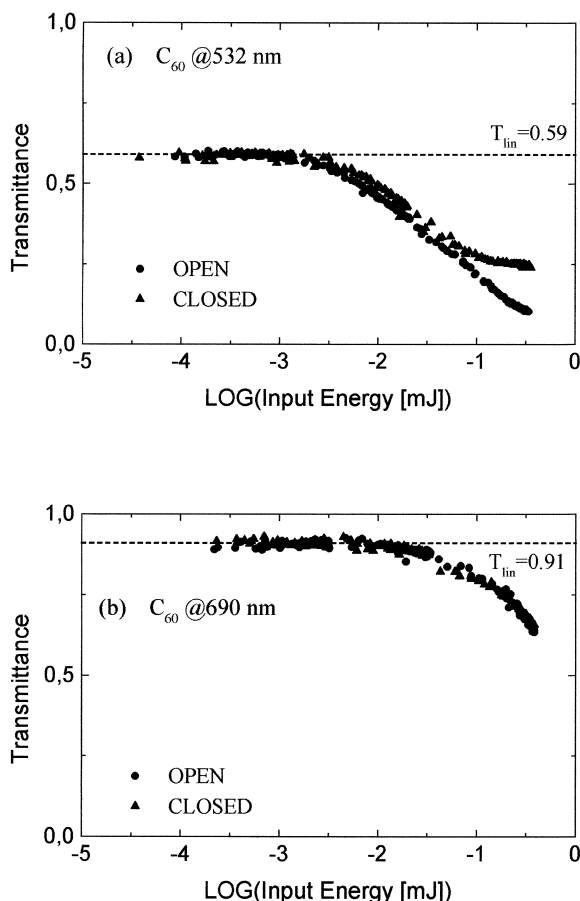 1,0
(a) C60 @532 nm
Tlin=0.59
0,5
Transmittance
OPEN
CLOSED
0,0
-5 -4 -3 -2 -1 0
LOG(Input Energy [mJ])
1,0
Tlin=0.91
(b) C60 @690 nm
0,5
Transmittance
OPEN
CLOSED
0,0
-5 -4 -3 -2 -1 0
LOG(Input Energy [mJ])